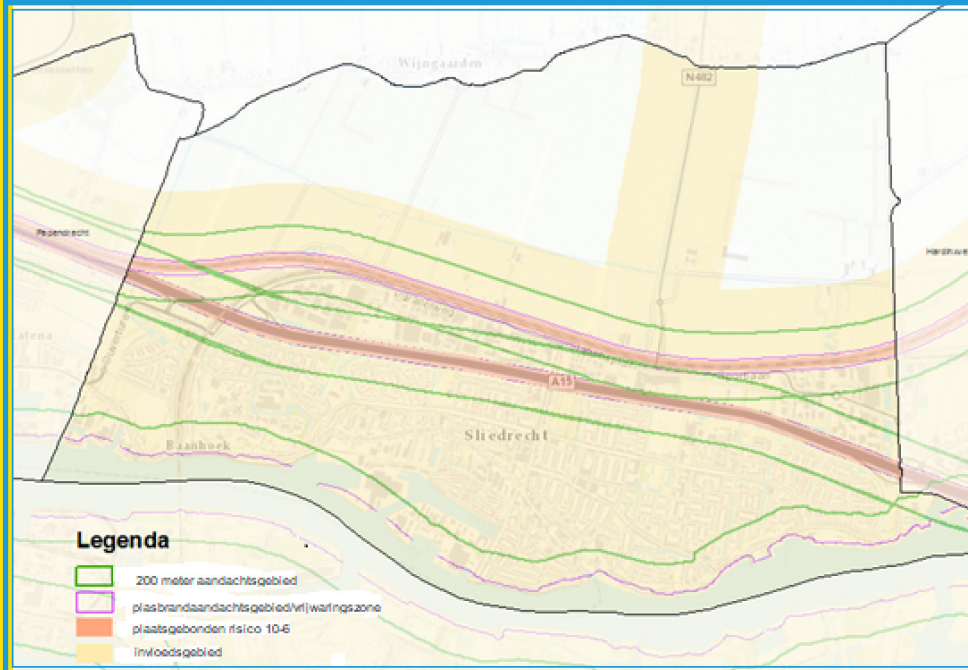 Wijngaarden
N482
Papendrecht
A15
Sliedrecht
Baanhoek
Legenda
200 meter aandachtsgebied
plasbrandaandachtsgebied/vrijwaringszone
plaatsgebonden risico 10-6
invloedsgebied